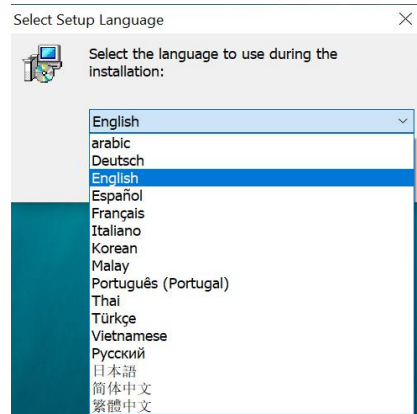 Select Setup Language
Select the language to use during the
installation:
English
arabic
Deutsch
English
Español
Français
Italiano
Korean
Malay
Português (Portugal)
Thai
Türkçe
Vietnamese
Русский
日本語
简体中文
繁體中文